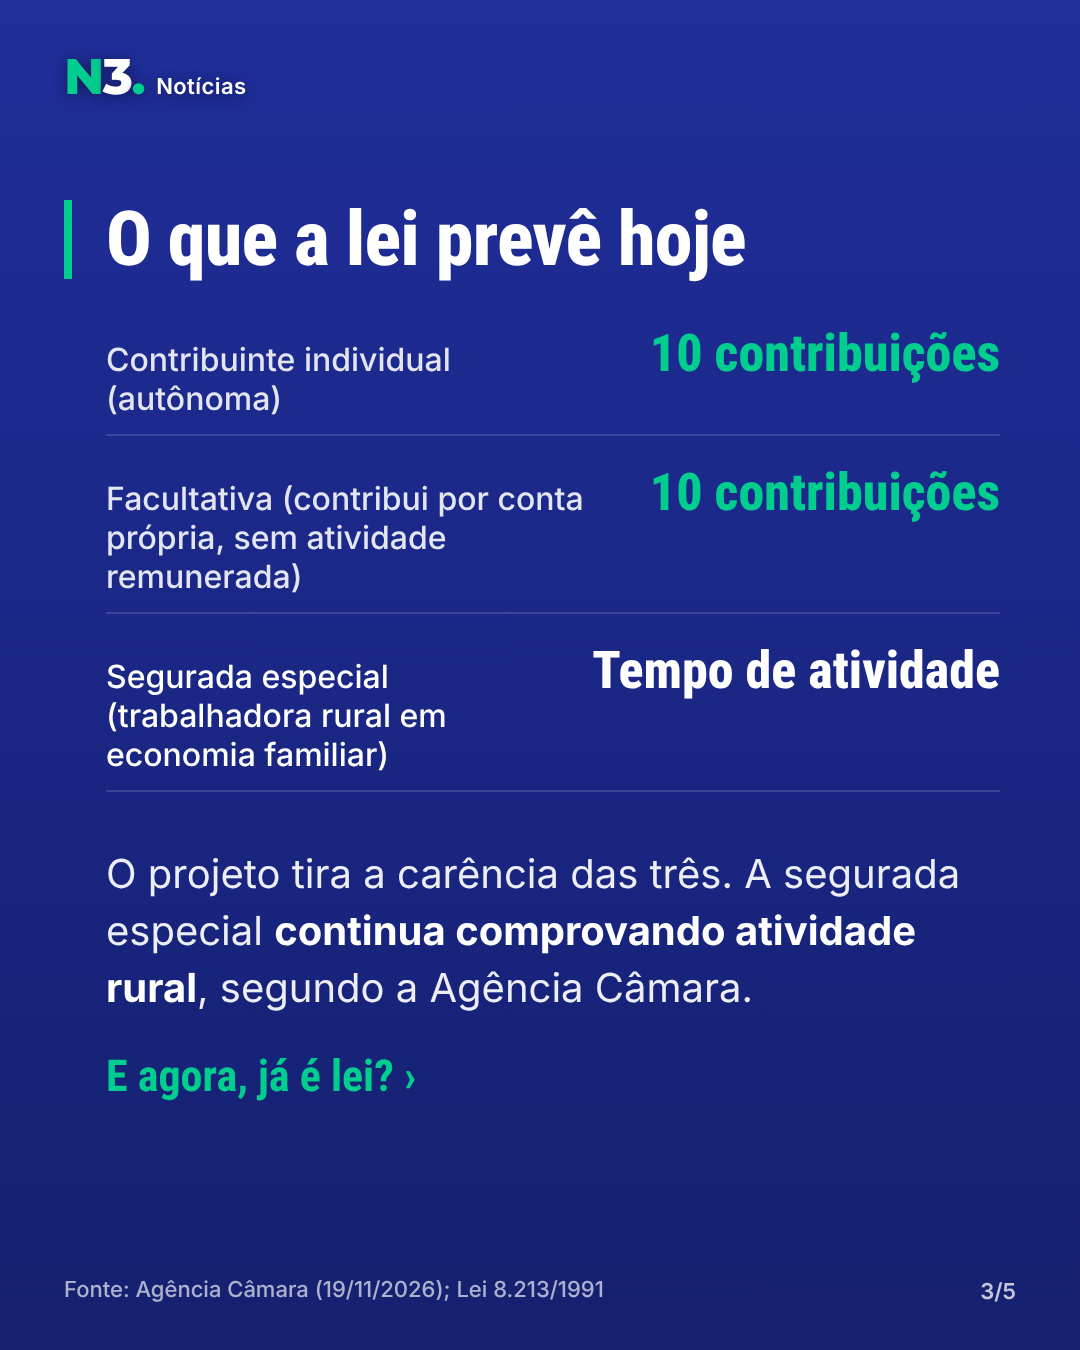 N3. Notícias
O que a lei prevê hoje
Contribuinte individual
(autônoma)
10 contribuições
Facultativa (contribui por conta
própria, sem atividade
remunerada)
10 contribuições
Segurada especial
(trabalhadora rural em
economia familiar)
Tempo de atividade
O projeto tira a carência das três. A segurada
especial continua comprovando atividade
rural, segundo a Agência Câmara.
E agora, já é lei? ›
Fonte: Agência Câmara (19/11/2026); Lei 8.213/1991
3/5